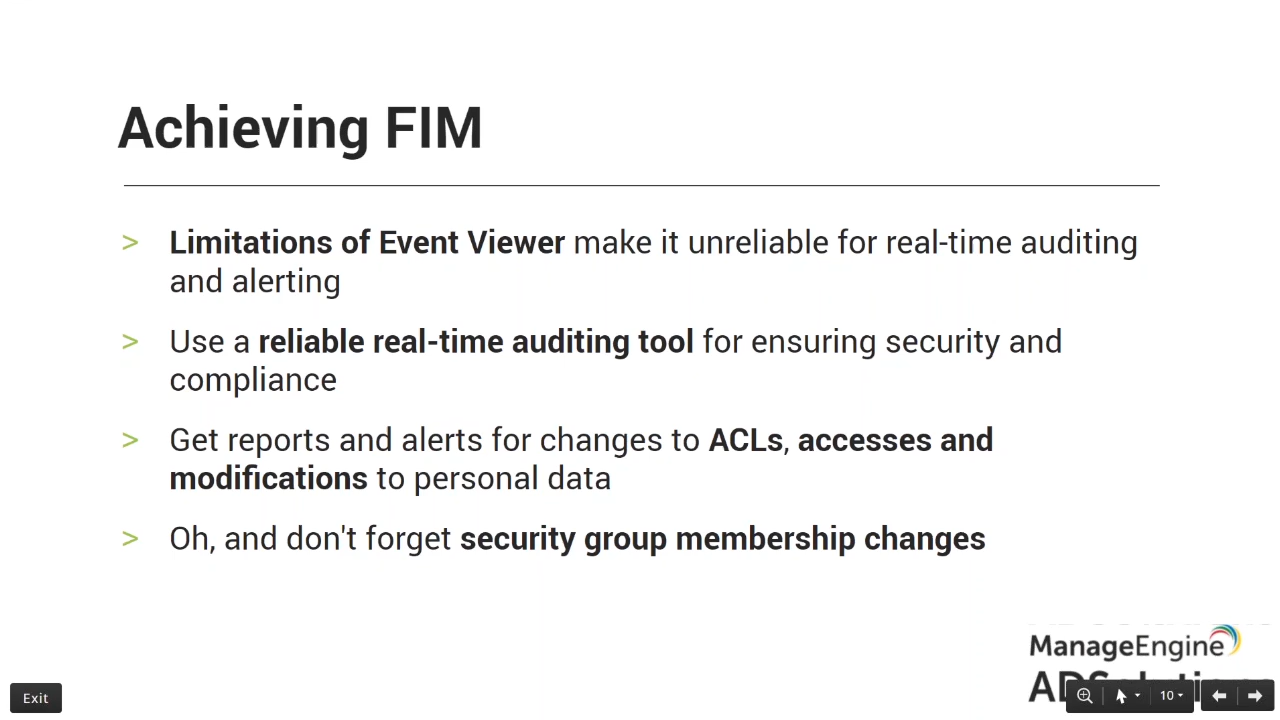 Achieving FIM
> Limitations of Event Viewer make it unreliable for real-time auditing
and alerting
> Use a reliable real-time auditing tool for ensuring security and
compliance
> Get reports and alerts for changes to ACLs, accesses and
modifications to personal data
> Oh, and don't forget security group membership changes
ManageEngine
Exit
10